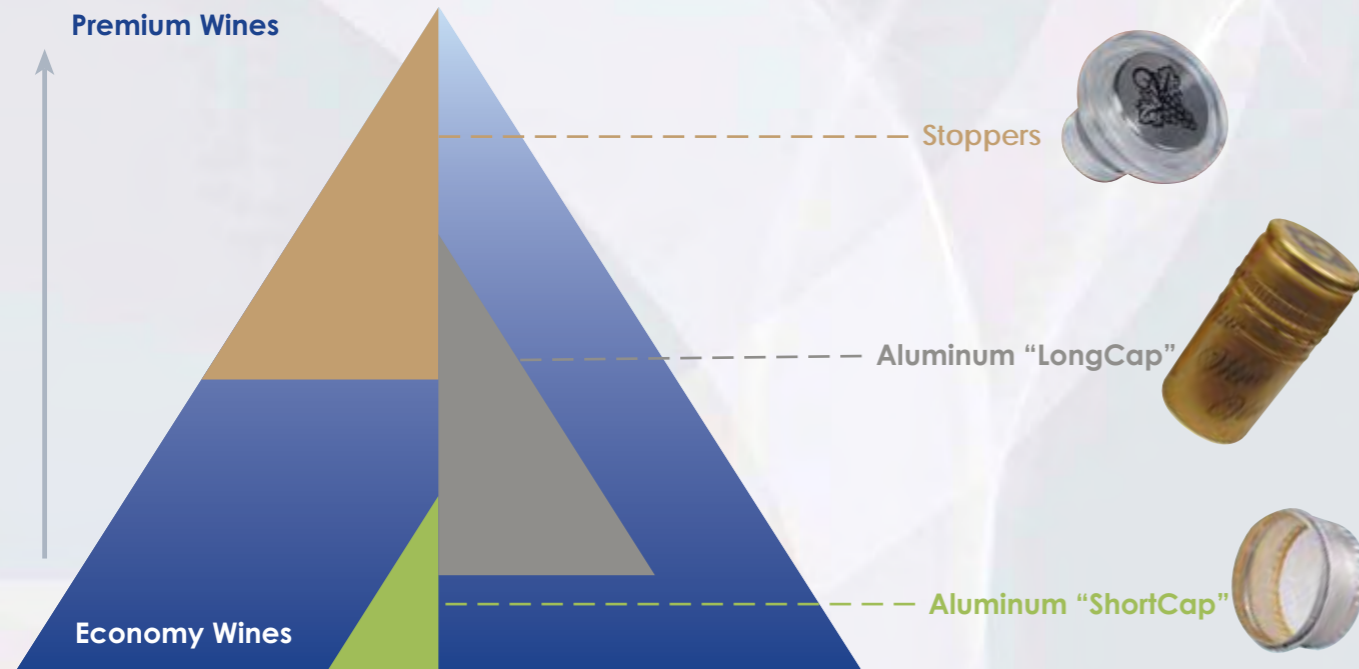 Premium Wines
Stoppers
Aluminum “LongCap”
Aluminum “ShortCap”
Economy Wines